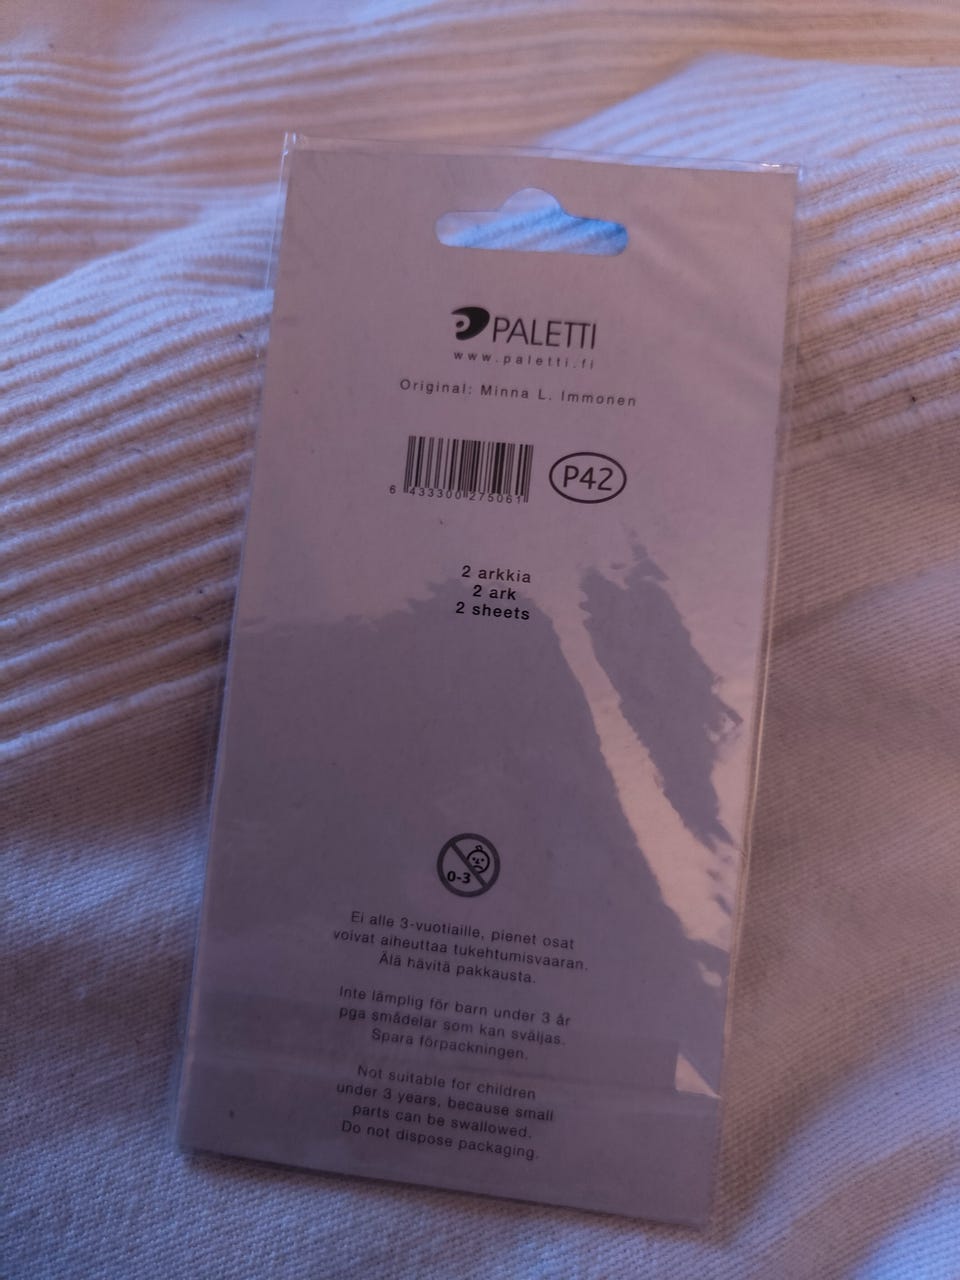 PALETTI
www.paletti.fi
Original: Minna L. Immonen
6 433300 275061
P42
2 arkkia
2 ark
2 sheets
0-3
Ei alle 3-vuotiaille, pienet osat
voivat aiheuttaa tukehtumisvaaran.
Älä hävitä pakkausta.
Inte lämplig för barn under 3 år
pga smådelar som kan sväljas.
Spara förpackningen.
Not suitable for children
under 3 years, because small
parts can be swallowed.
Do not dispose packaging.